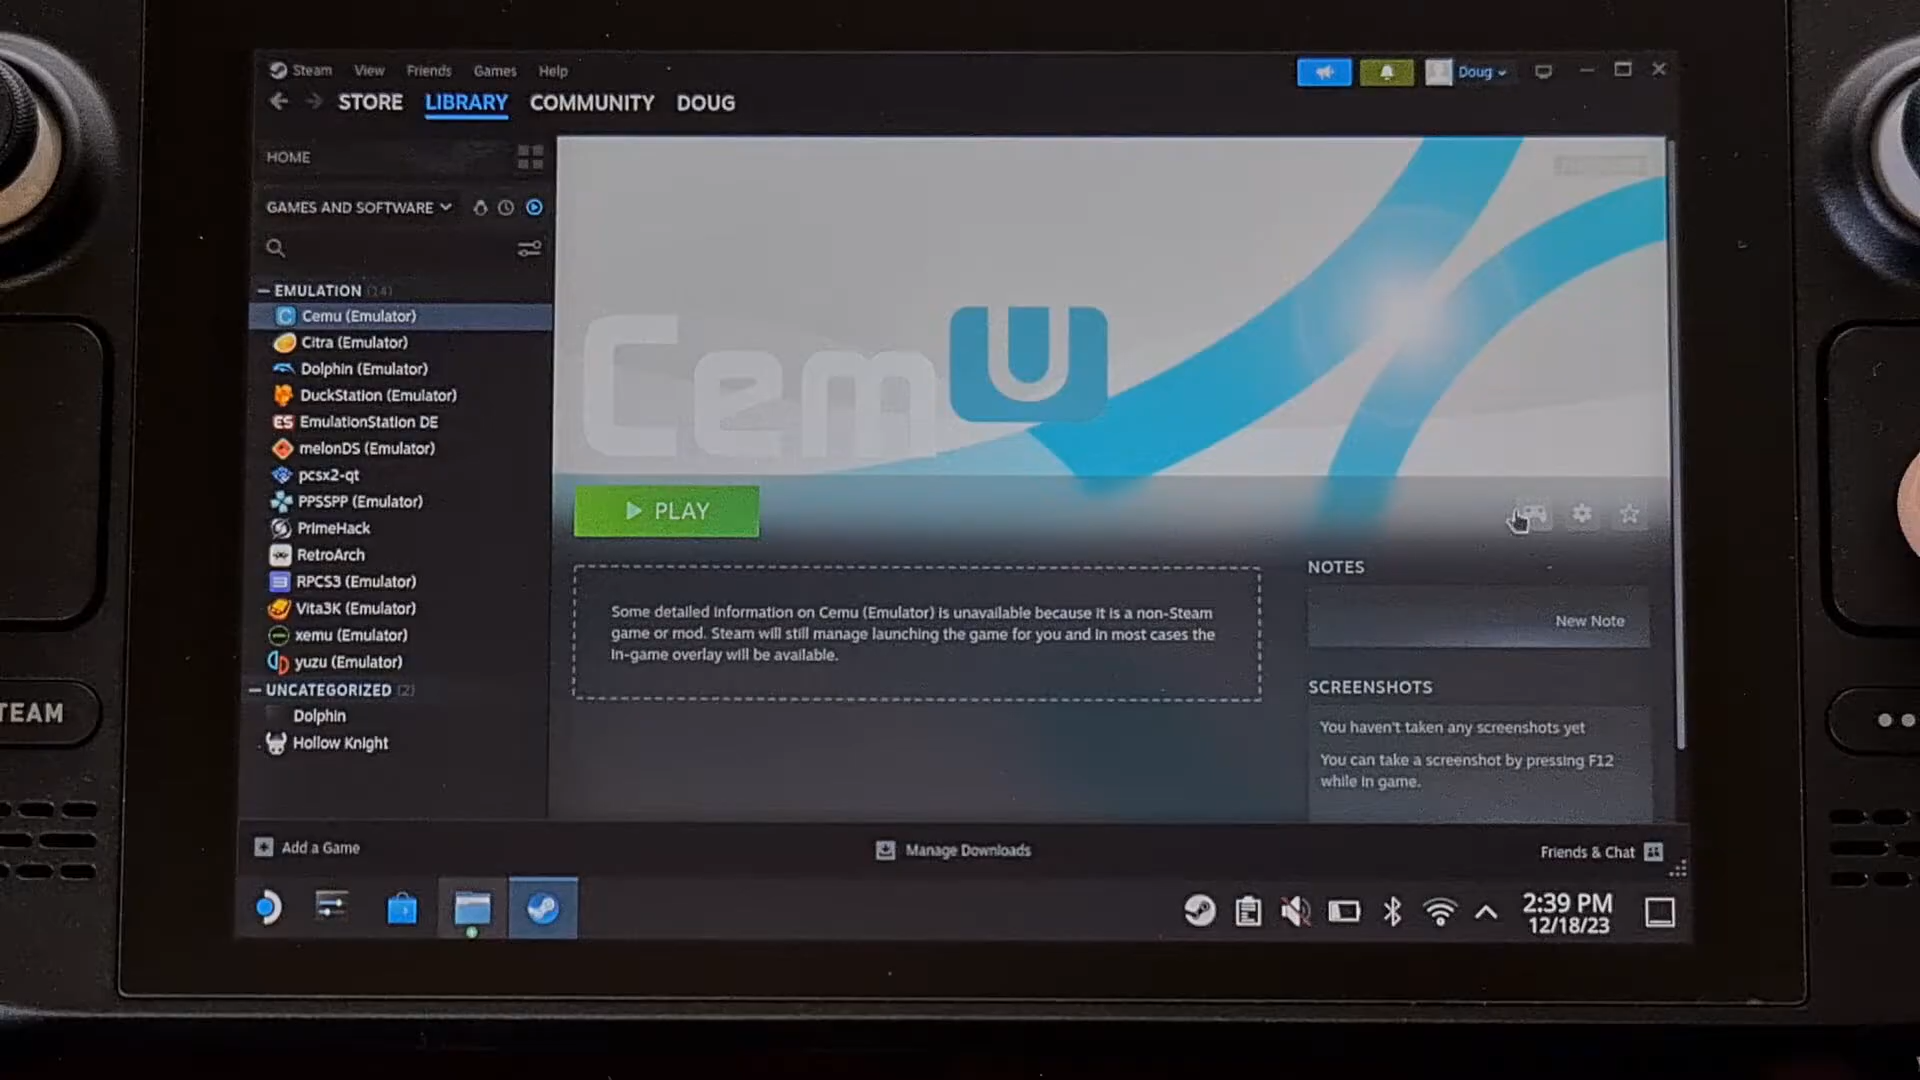 Steam View Friends Games Help
Doug
STORE LIBRARY COMMUNITY DOUG
HOME
GAMES AND SOFTWARE
EMULATION (14)
Cemu (Emulator)
Citra (Emulator)
Dolphin (Emulator)
DuckStation (Emulator)
ES EmulationStation DE
melonDS (Emulator)
pcsx2-qt
PPSSPP (Emulator)
PrimeHack
RetroArch
RPCS3 (Emulator)
Vita3K (Emulator)
xemu (Emulator)
yuzu (Emulator)
UNCATEGORIZED (2)
Dolphin
Hollow Knight
Cemu
PLAY
Some detailed information on Cemu (Emulator) is unavailable because it is a non-Steam
game or mod. Steam will still manage launching the game for you and in most cases the
in-game overlay will be available.
NOTES
New Note
SCREENSHOTS
You haven't taken any screenshots yet
You can take a screenshot by pressing F12
while in game.
Add a Game
Manage Downloads
Friends & Chat
2:39 PM
12/18/23
TEAM